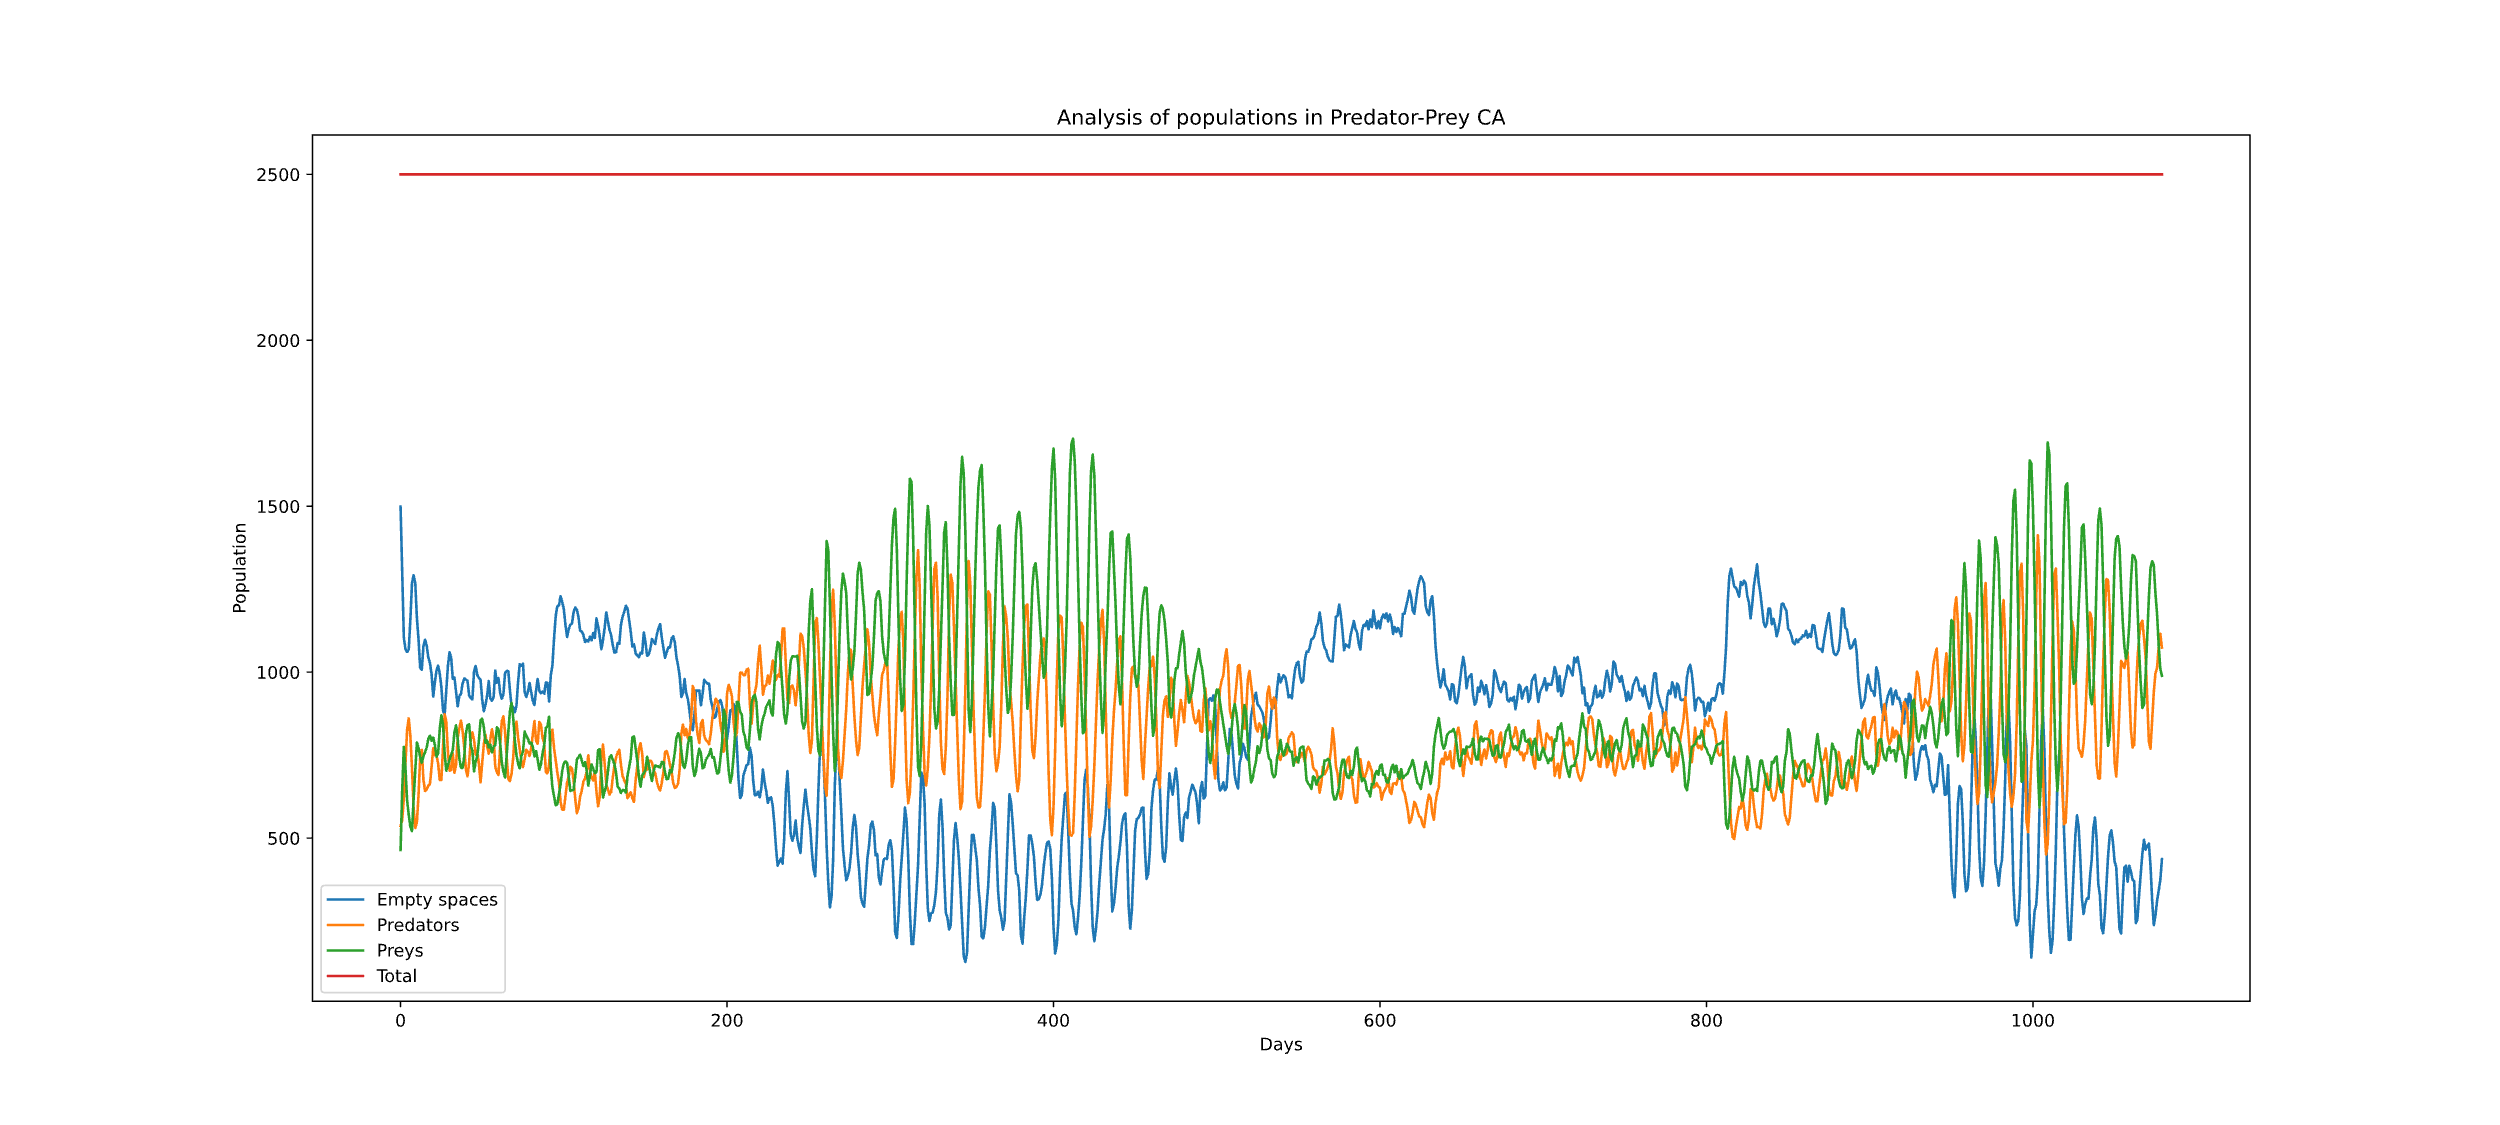 Analysis of populations in Predator-Prey CA
2500
2000
1500
1000
500
Population
Empty spaces
Predators
Preys
Total
0 200 400 600 800 1000
Days